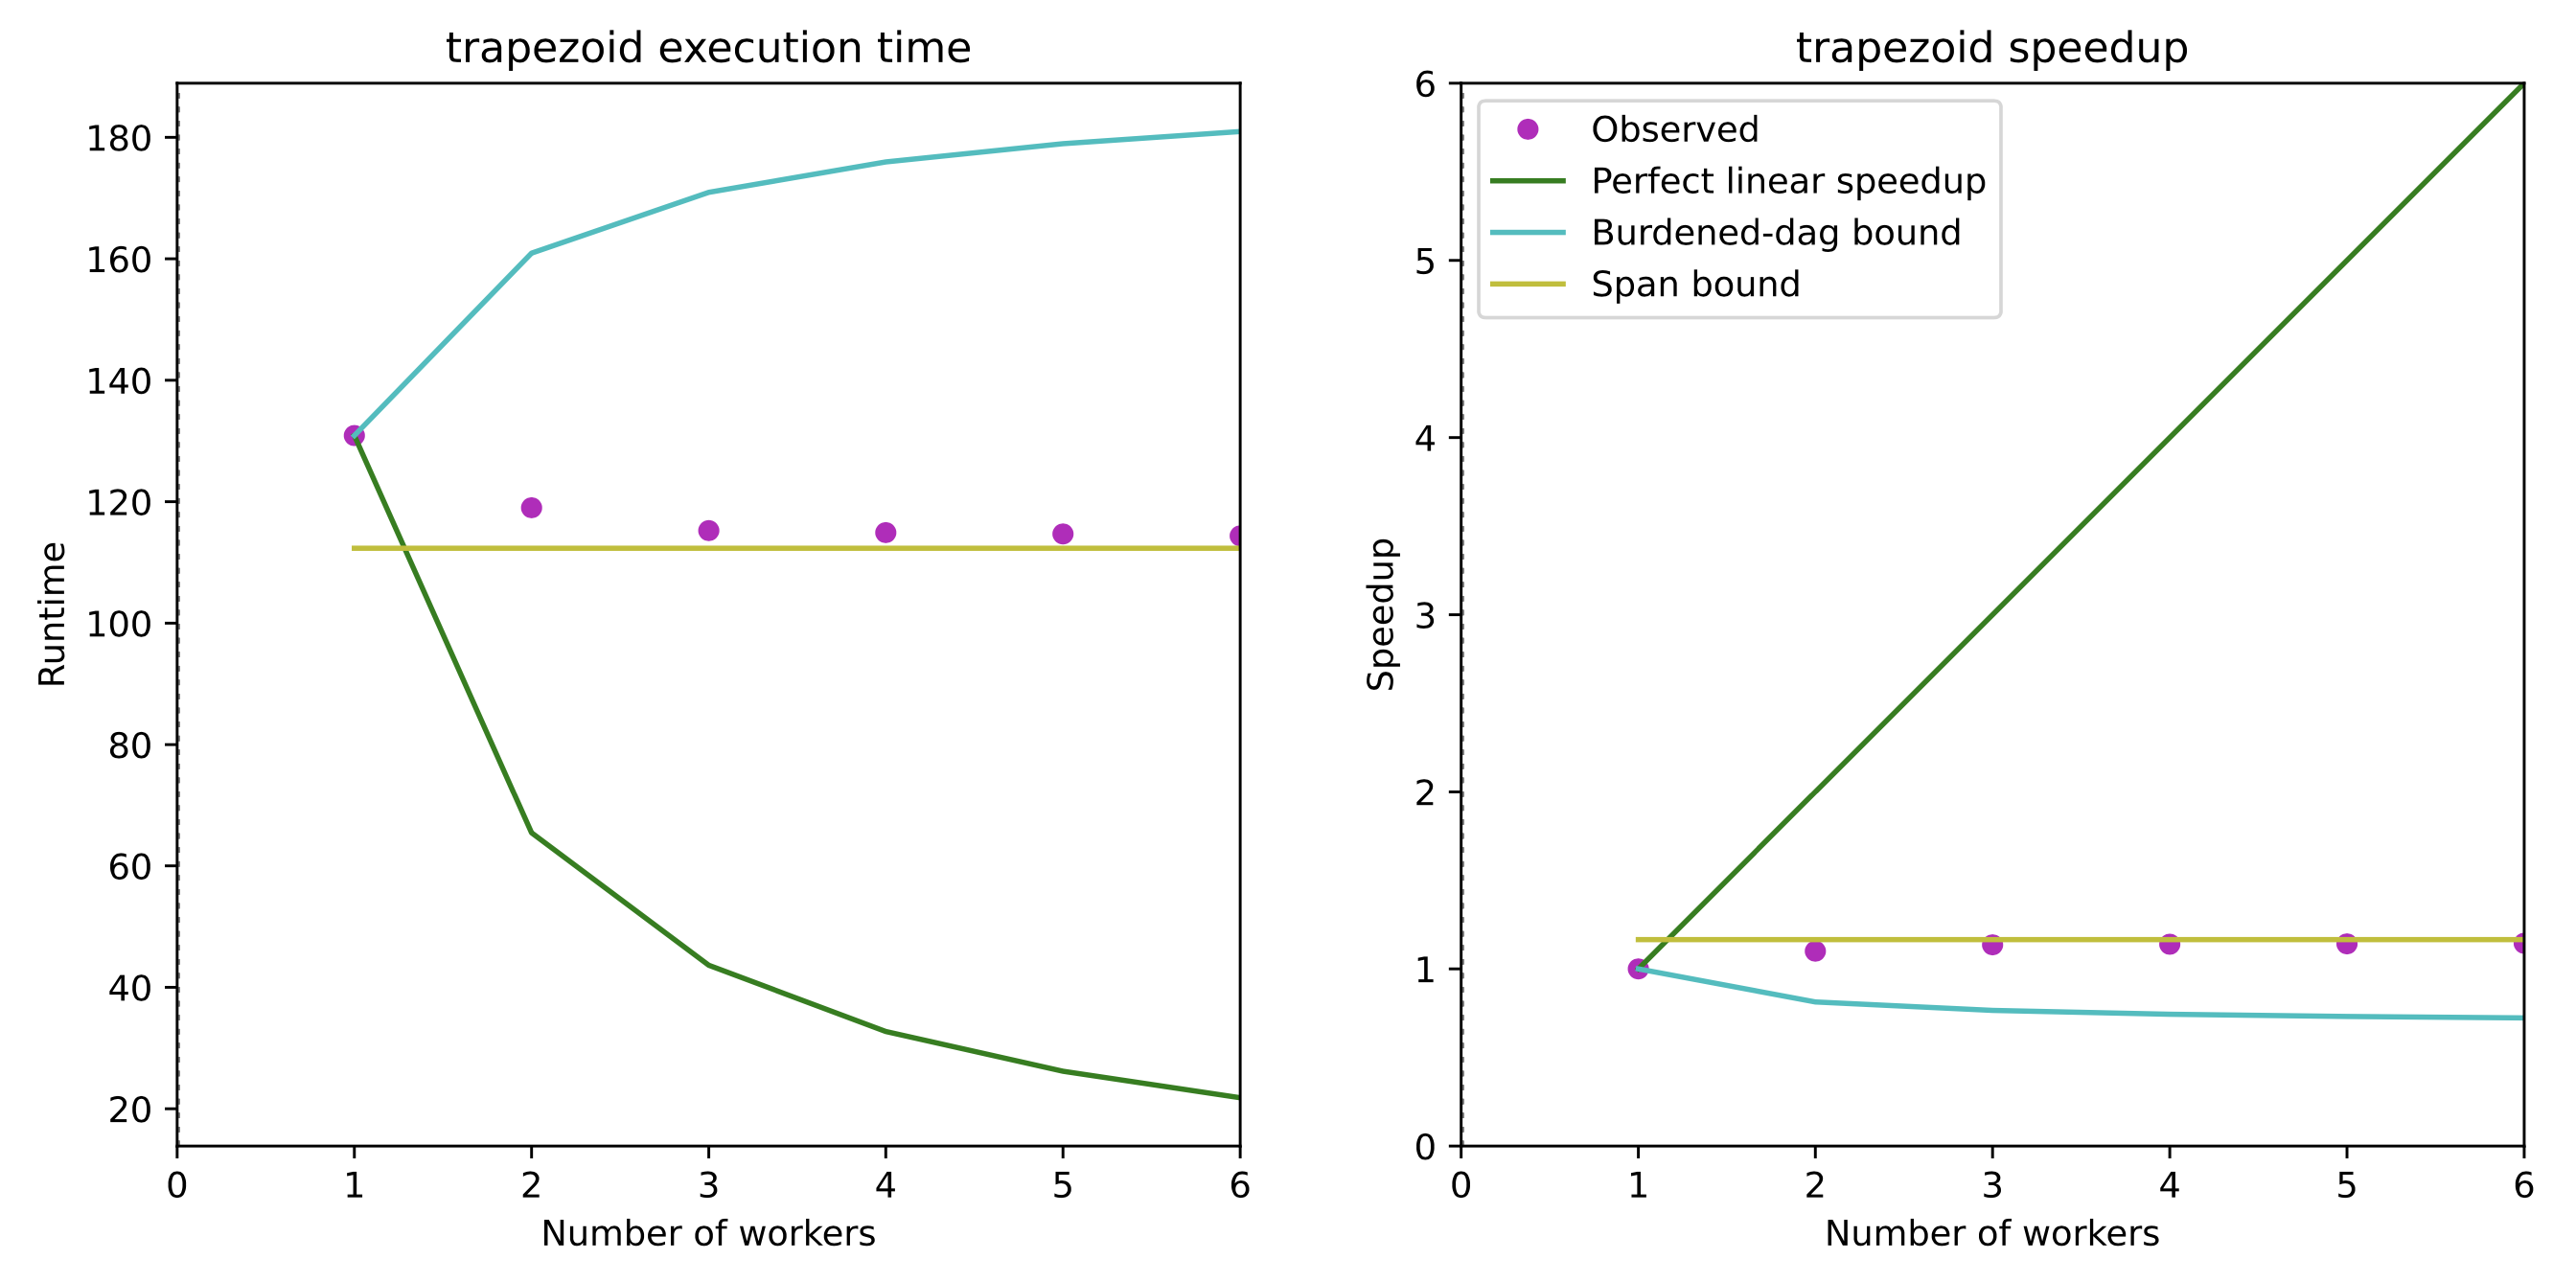 trapezoid execution time
180
160
140
120
100
80
60
40
20
Runtime
0 1 2 3 4 5 6
Number of workers
trapezoid speedup
6
5
4
3
2
1
0
Speedup
Observed
Perfect linear speedup
Burdened-dag bound
Span bound
0 1 2 3 4 5 6
Number of workers